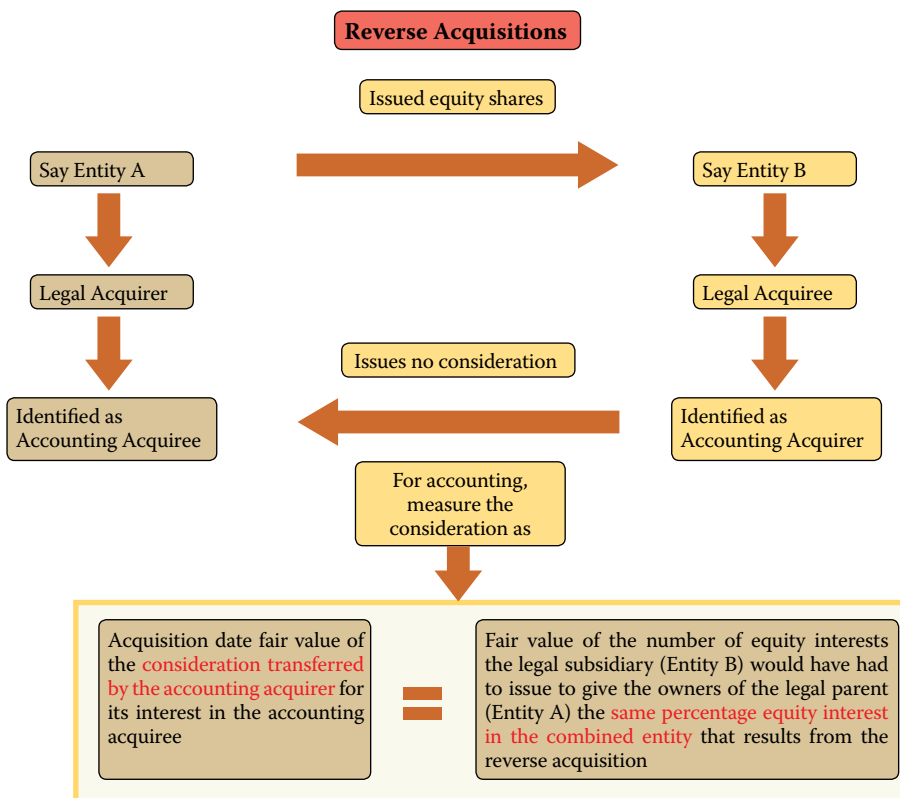 Reverse Acquisitions
Issued equity shares
Say Entity A
Say Entity B
Legal Acquirer
Legal Acquiree
Issues no consideration
Identified as
Accounting Acquiree
Identified as
Accounting Acquirer
For accounting,
measure the
consideration as
Acquisition date fair value of
the consideration transferred
by the accounting acquirer for
its interest in the accounting
acquiree
Fair value of the number of equity interests
the legal subsidiary (Entity B) would have had
to issue to give the owners of the legal parent
(Entity A) the same percentage equity interest
in the combined entity that results from the
reverse acquisition